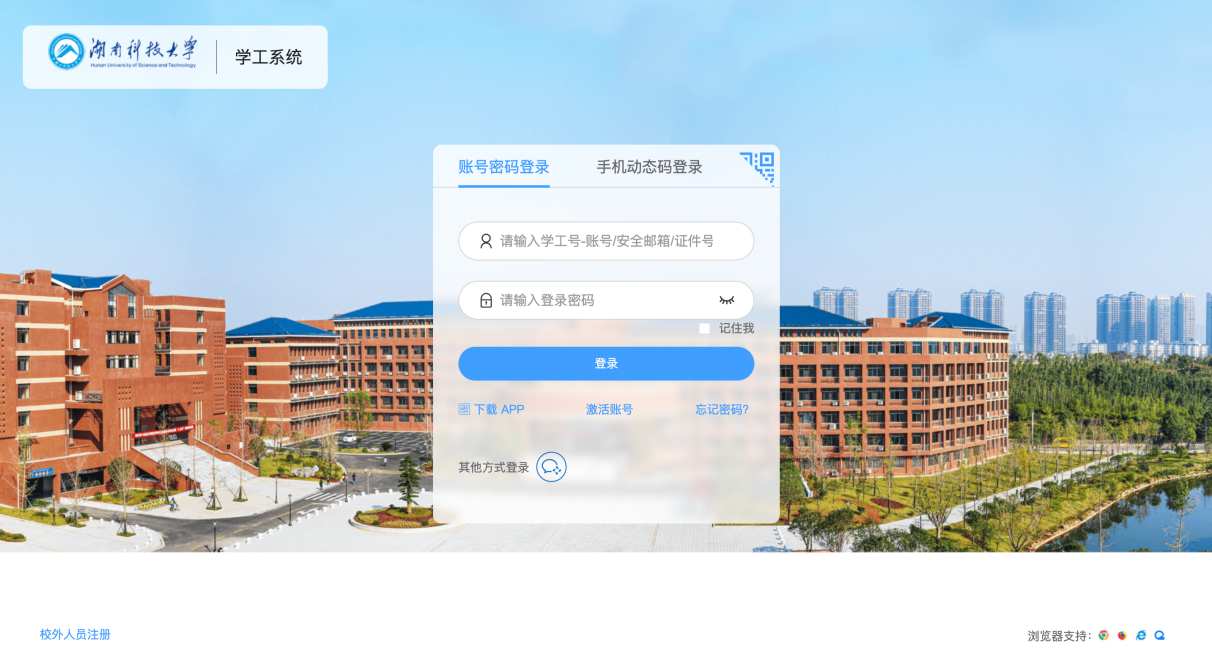 湖南科技大学
Hunan University of Science and Technology
学工系统
账号密码登录
手机动态码登录
请输入学工号-账号/安全邮箱/证件号
请输入登录密码
记住我
登录
下载 APP
激活账号
忘记密码?
其他方式登录
校外人员注册
浏览器支持：